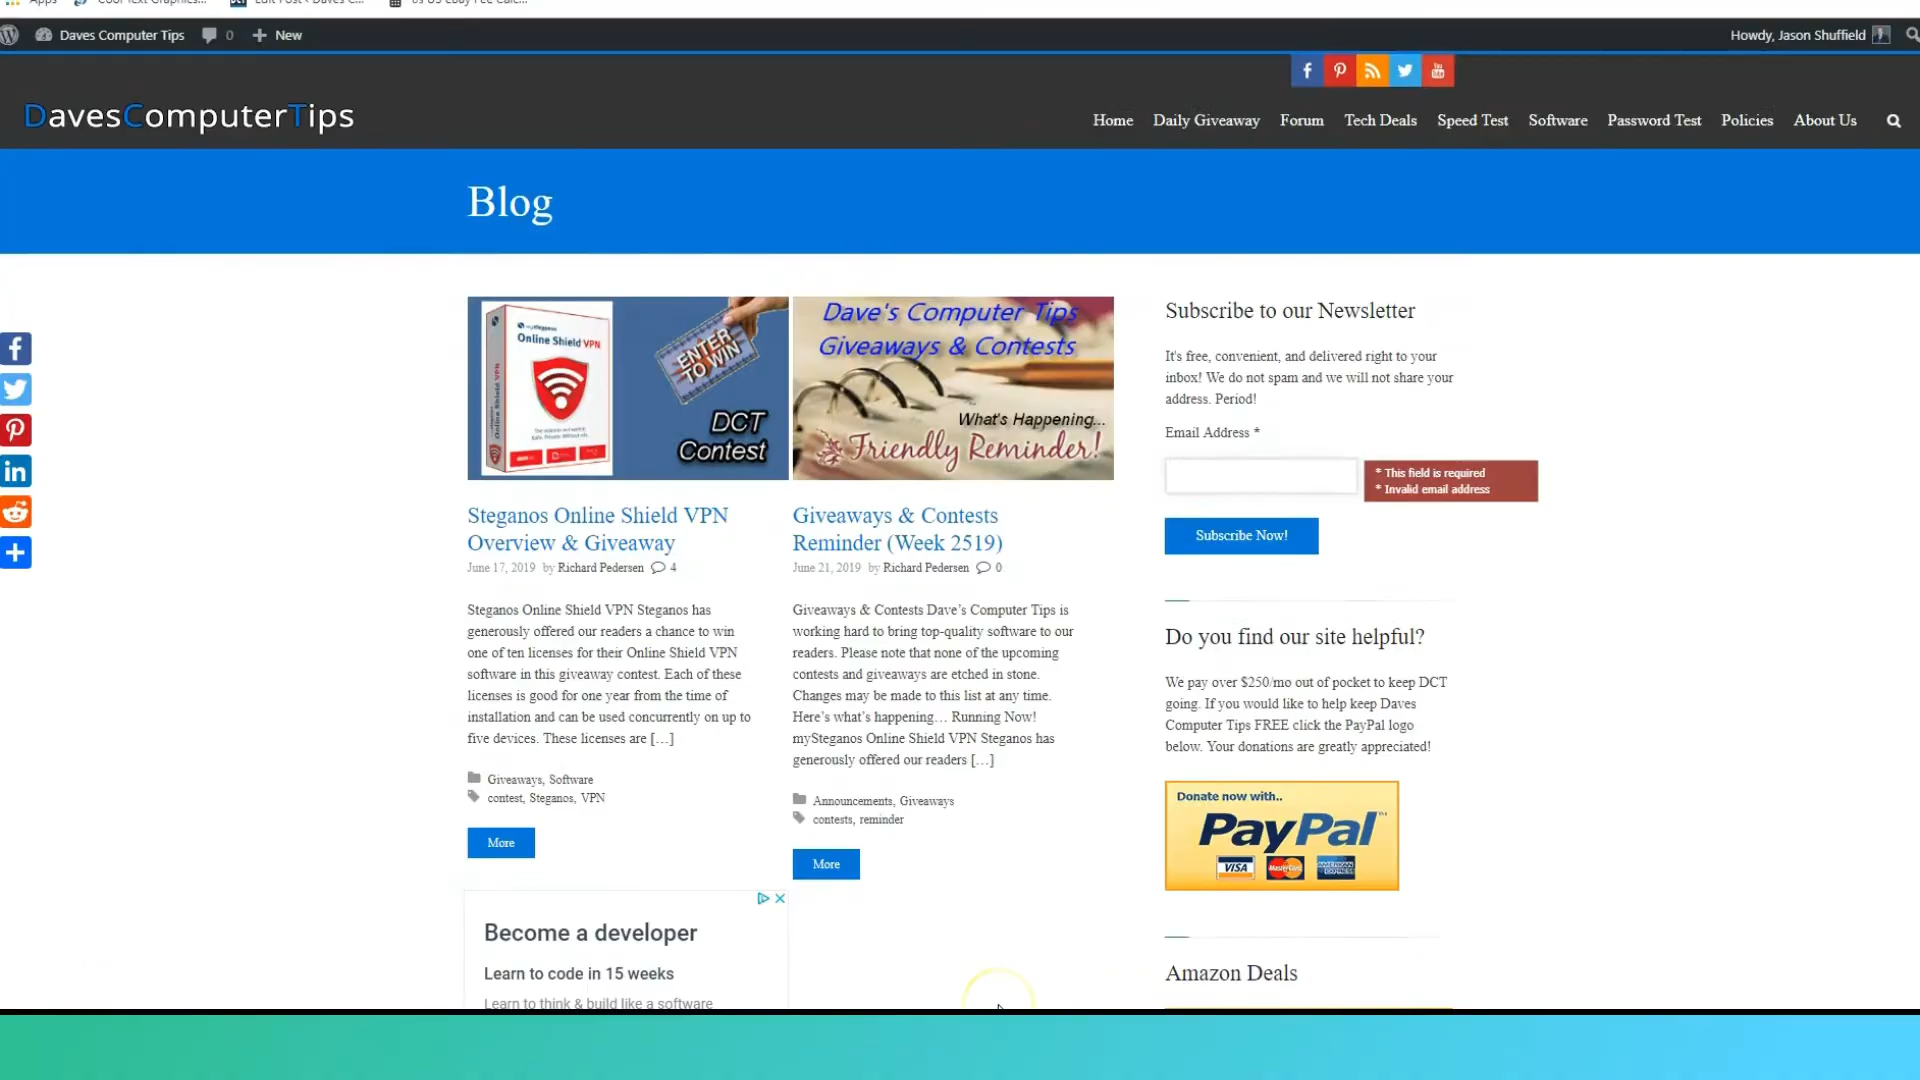 Apps
Daves Computer Tips 0 New
Howdy, Jason Shuffield
DavesComputerTips
Home Daily Giveaway Forum Tech Deals Speed Test Software Password Test Policies About Us
Blog
Online Shield VPN
ENTER TO WIN
DCT
Contest
Dave's Computer Tips
Giveaways & Contests
What's Happening...
Friendly Reminder!
Steganos Online Shield VPN
Overview & Giveaway
June 17, 2019 by Richard Pedersen 4
Steganos Online Shield VPN Steganos has
generously offered our readers a chance to win
one of ten licenses for their Online Shield VPN
software in this giveaway contest. Each of these
licenses is good for one year from the time of
installation and can be used concurrently on up to
five devices. These licenses are […]
Giveaways, Software
contest, Steganos, VPN
More
Giveaways & Contests
Reminder (Week 2519)
June 21, 2019 by Richard Pedersen 0
Giveaways & Contests Dave’s Computer Tips is
working hard to bring top-quality software to our
readers. Please note that none of the upcoming
contests and giveaways are etched in stone.
Changes may be made to this list at any time.
Here’s what’s happening… Running Now!
mySteganos Online Shield VPN Steganos has
generously offered our readers […]
Announcements, Giveaways
contests, reminder
More
Become a developer
Learn to code in 15 weeks
Learn to think & build like a software
Subscribe to our Newsletter
It's free, convenient, and delivered right to your
inbox! We do not spam and we will not share your
address. Period!
Email Address *
* This field is required
* Invalid email address
Subscribe Now!
Do you find our site helpful?
We pay over $250/mo out of pocket to keep DCT
going. If you would like to help keep Daves
Computer Tips FREE click the PayPal logo
below. Your donations are greatly appreciated!
Donate now with..
PayPal
VISA MasterCard AMERICAN EXPRESS
Amazon Deals